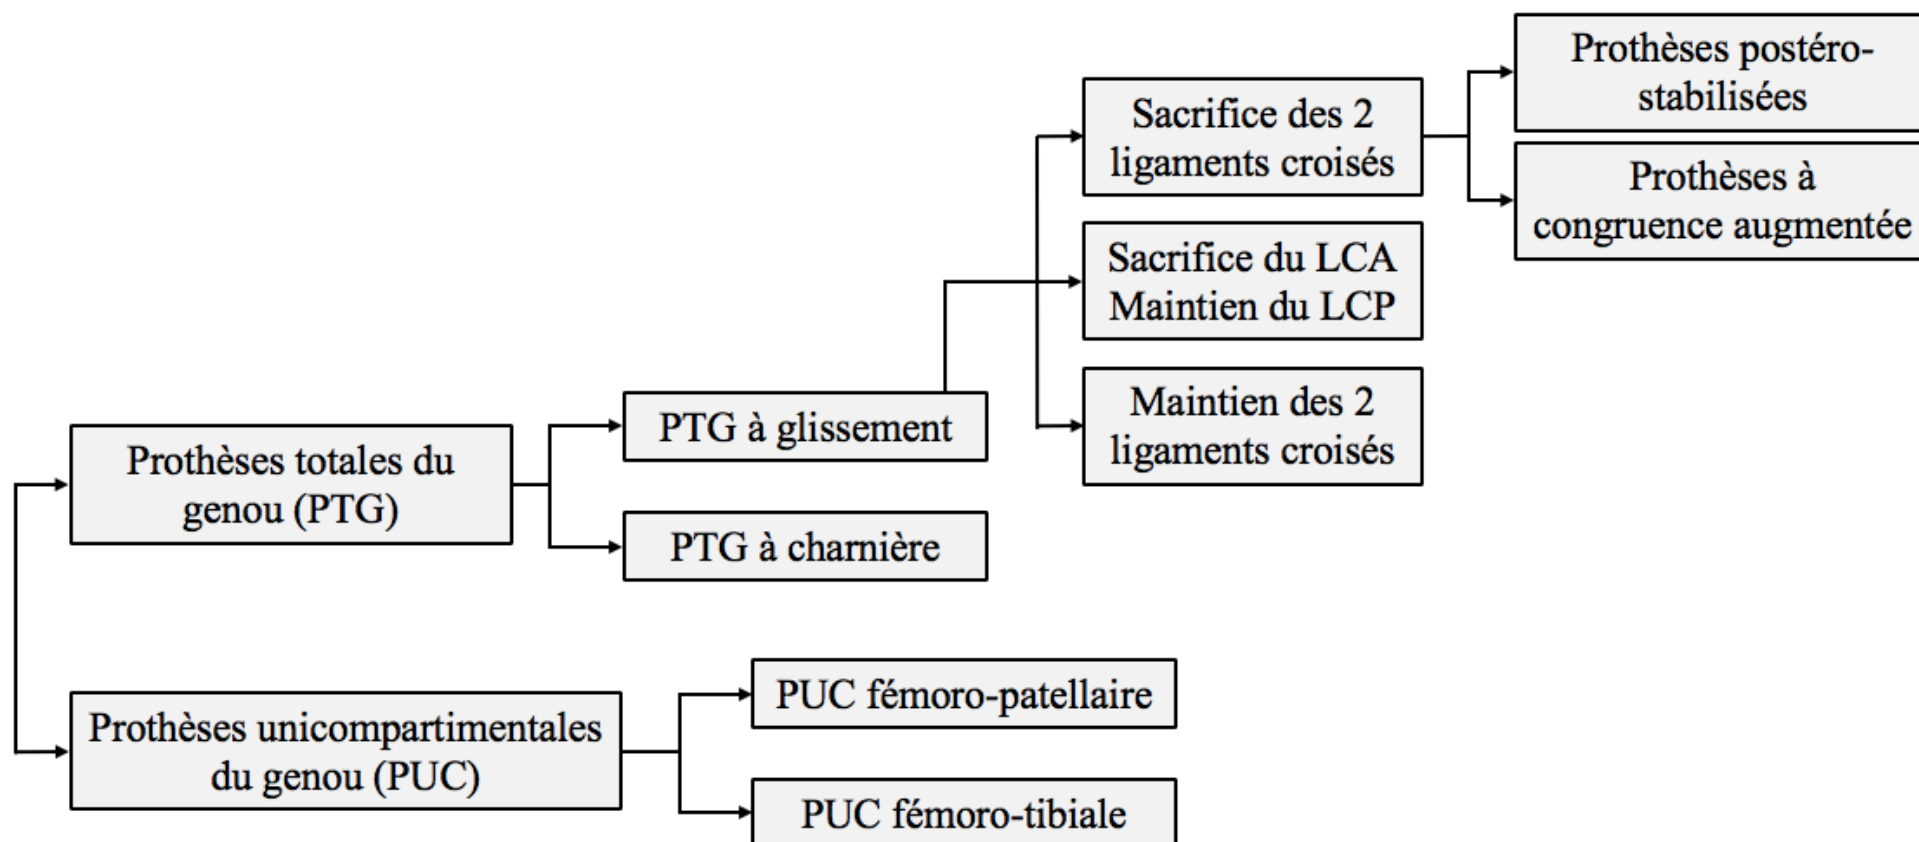 Prothèses postéro-
stabilisées
Sacrifice des 2
ligaments croisés
Prothèses à
congruence augmentée
Sacrifice du LCA
Maintien du LCP
Maintien des 2
ligaments croisés
PTG à glissement
Prothèses totales du
genou (PTG)
PTG à charnière
PUC fémoro-patellaire
Prothèses unicompartimentales
du genou (PUC)
PUC fémoro-tibiale